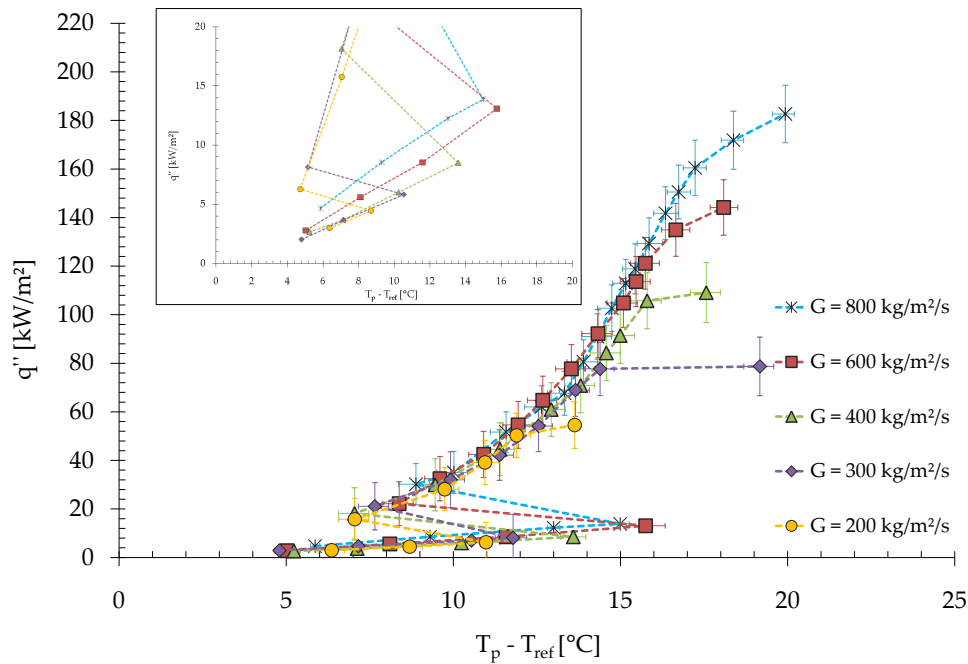 220
200
180
160
140
120
100
80
60
40
20
0
q'' [kW/m²]
20
15
10
5
0
q'' [kW/m²]
0 2 4 6 8 10 12 14 16 18 20
T_p - T_ref [°C]
G = 800 kg/m²/s
G = 600 kg/m²/s
G = 400 kg/m²/s
G = 300 kg/m²/s
G = 200 kg/m²/s
0 5 10 15 20 25
T_p - T_ref [°C]